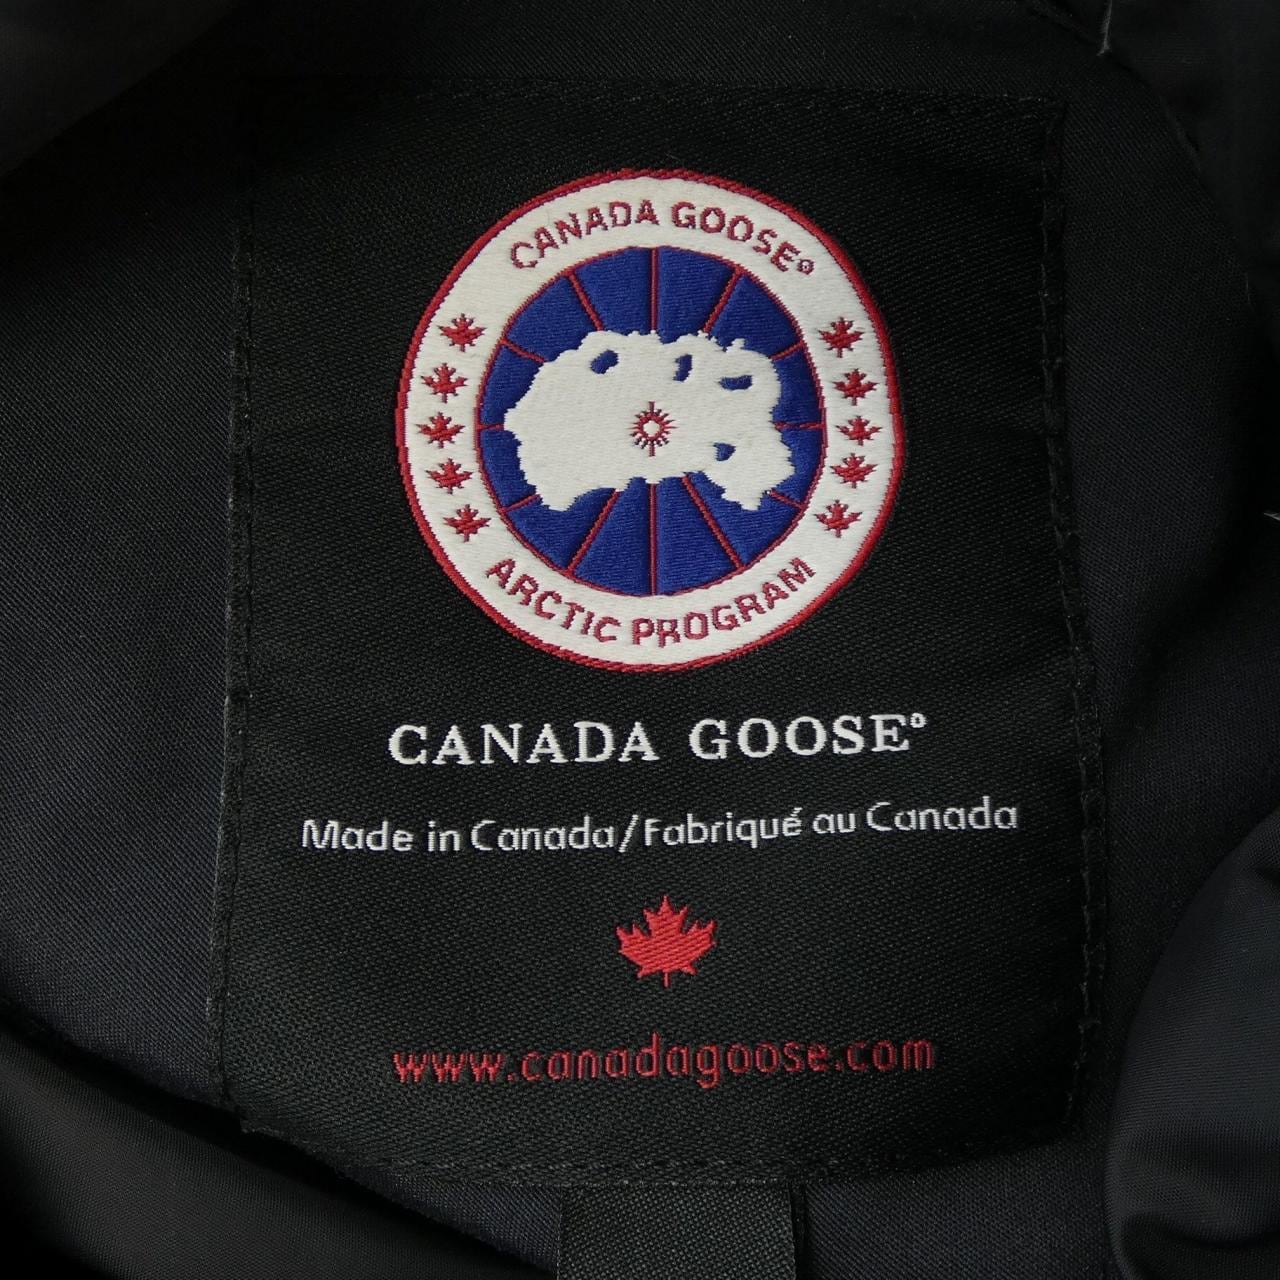 CANADA GOOSE®
ARCTIC PROGRAM
CANADA GOOSE®
Made in Canada/Fabriqué au Canada
www.canadagoose.com